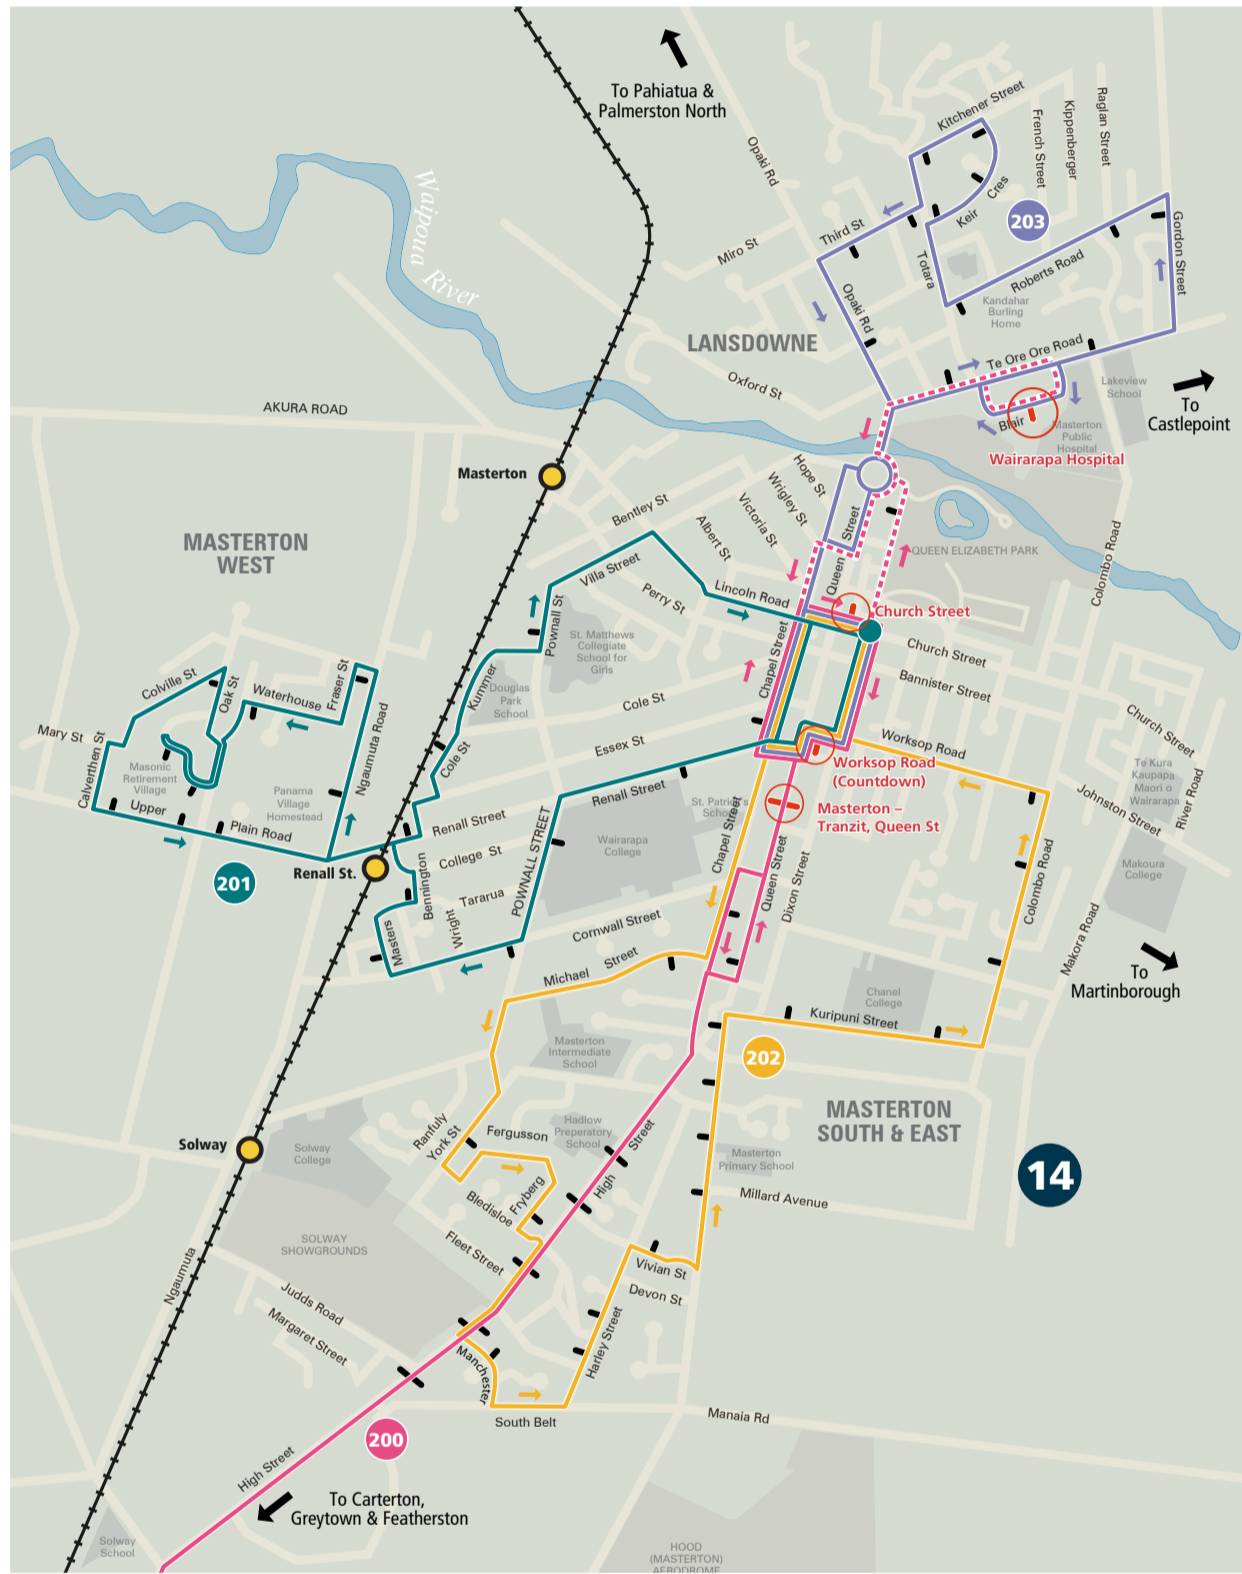 To Pahiatua &
Palmerston North
Kitchener Street
French Street
Kippenberger
Raglan Street
Opaki Rd
Waipoua River
Keir
Cres
203
Third St
Miro St
Totara
Gordon Street
Roberts Road
Opaki Rd
Kandahar
Burling
Home
LANSDOWNE
Te Ore Ore Road
Oxford St
Lakeview
School
To
Castlepoint
AKURA ROAD
Blair
Masterton
Public
Hospital
Wairarapa Hospital
Masterton
Hope St
Wrigley St
Victoria St
Albert St
Bentley St
Queen
Street
QUEEN ELIZABETH PARK
Colombo Road
MASTERTON
WEST
Villa Street
Perry St
Lincoln Road
Church Street
Pownall St
St. Matthews
Collegiate
School for
Girls
Church Street
Bannister Street
Chapel Street
Colville St
Oak St
Waterhouse
Fraser St
Kummer
Douglas
Park
School
Cole St
Church Street
Mary St
Calverthen St
Ngaumuta Road
Essex St
Cole St
Worksop Road
Worksop Road
(Countdown)
Te Kura
Kaupapa
Maori o
Wairarapa
River Road
Masonic
Retirement
Village
Panama
Village
Homestead
Renall Street
St. Patrick's
School
Masterton –
Tranzit, Queen St
Johnston Street
Upper
Plain Road
Renall Street
College St
Wairarapa
College
Chapel Street
Queen Street
Dixon Street
Makoura
College
Renall St.
201
Bennington
Tararua
Wright
POWNALL STREET
Colombo Road
Masters
Cornwall Street
Michael Street
Makora Road
To
Martinborough
Chanel
College
Kuripuni Street
202
Masterton
Intermediate
School
MASTERTON
SOUTH & EAST
Ranfuly
York St
Fergusson
Hadlow
Preperatory
School
High
Street
Solway
Solway
College
Masterton
Primary School
14
Millard Avenue
Bledisloe
Fryberg
SOLWAY
SHOWGROUNDS
Fleet Street
Ngaumuta
Vivian St
Devon St
Judds Road
Margaret Street
Harley Street
Manchester
South Belt
Manaia Rd
200
High Street
To Carterton,
Greytown & Featherston
Solway
School
HOOD
(MASTERTON)
AERODROME